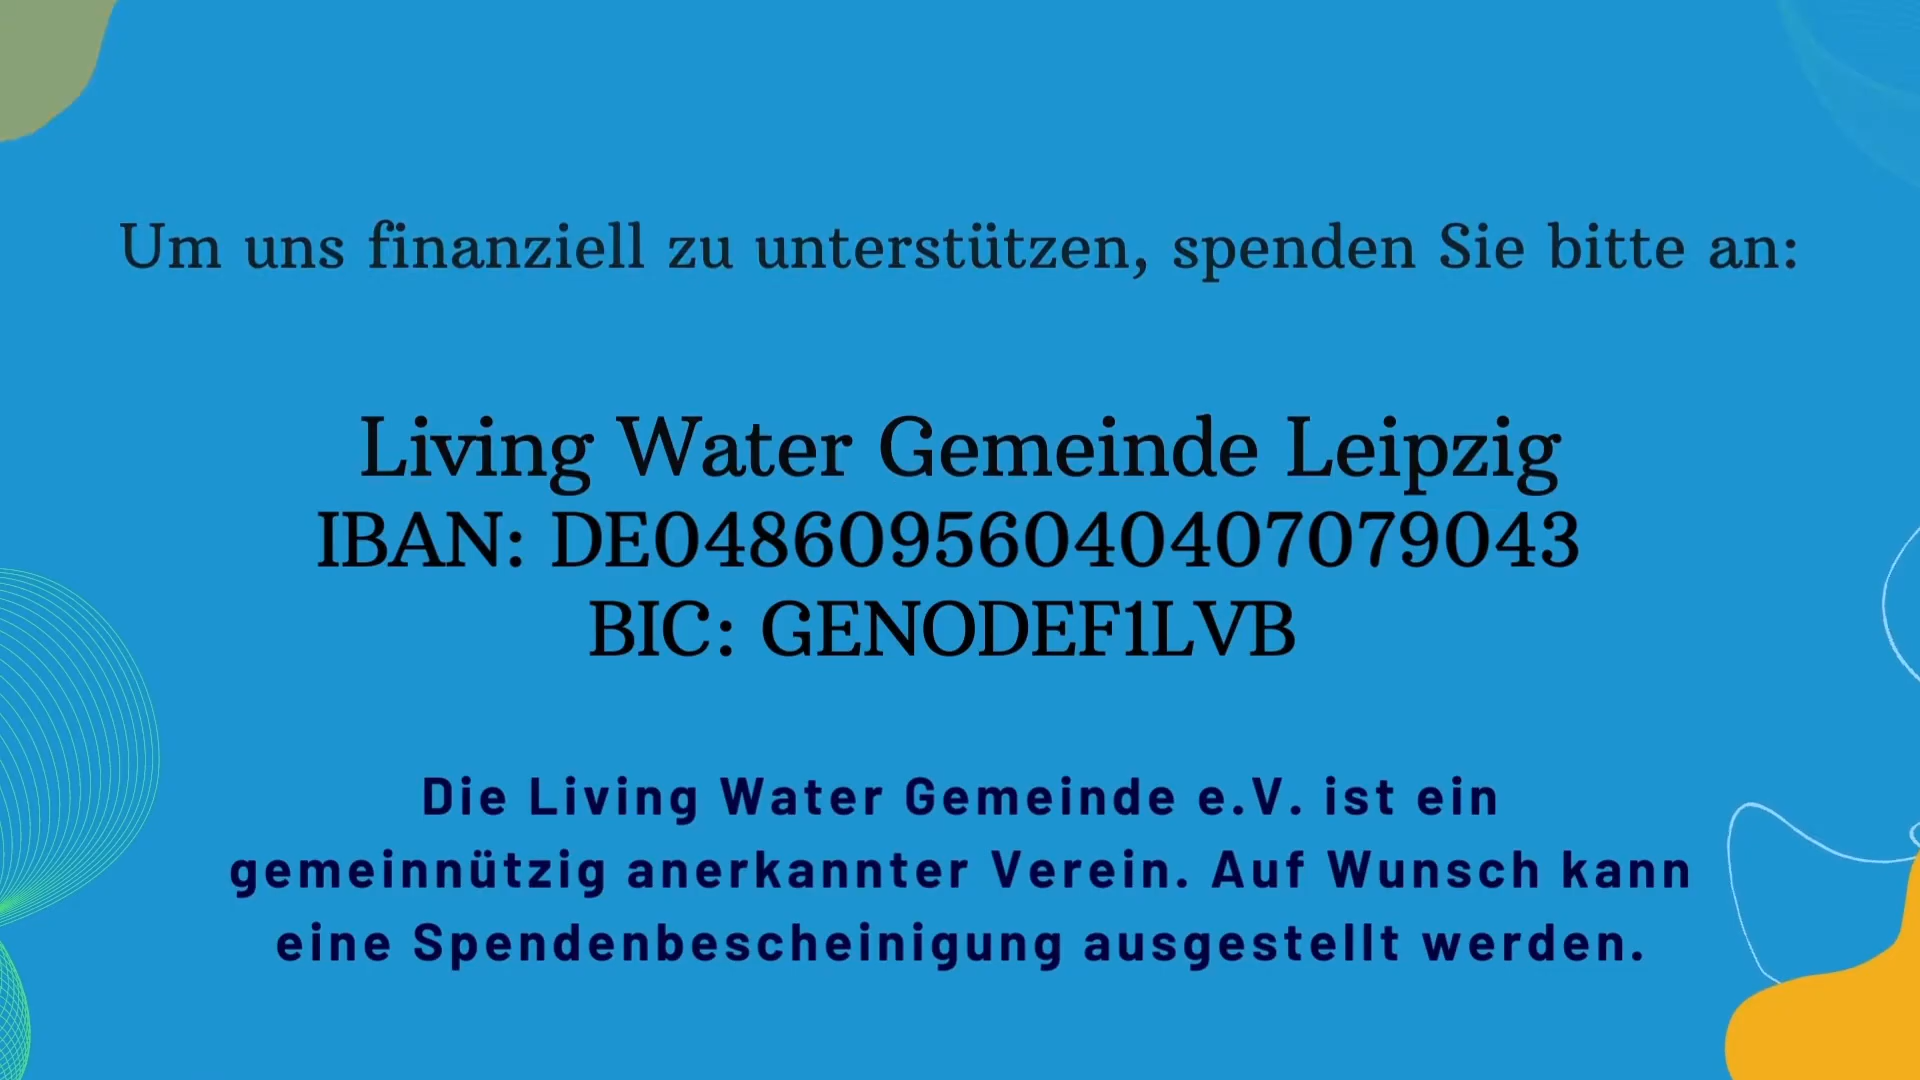 Um uns finanziell zu unterstützen, spenden Sie bitte an:
Living Water Gemeinde Leipzig
IBAN: DE04860956040407079043
BIC: GENODEF1LVB
Die Living Water Gemeinde e.V. ist ein
gemeinnützig anerkannter Verein. Auf Wunsch kann
eine Spendenbescheinigung ausgestellt werden.